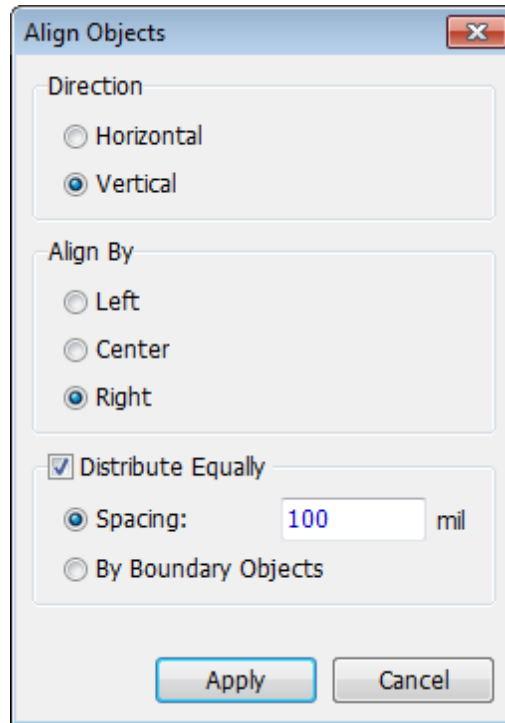 Align Objects
Direction
Horizontal
Vertical
Align By
Left
Center
Right
Distribute Equally
Spacing: 100 mil
By Boundary Objects
Apply Cancel